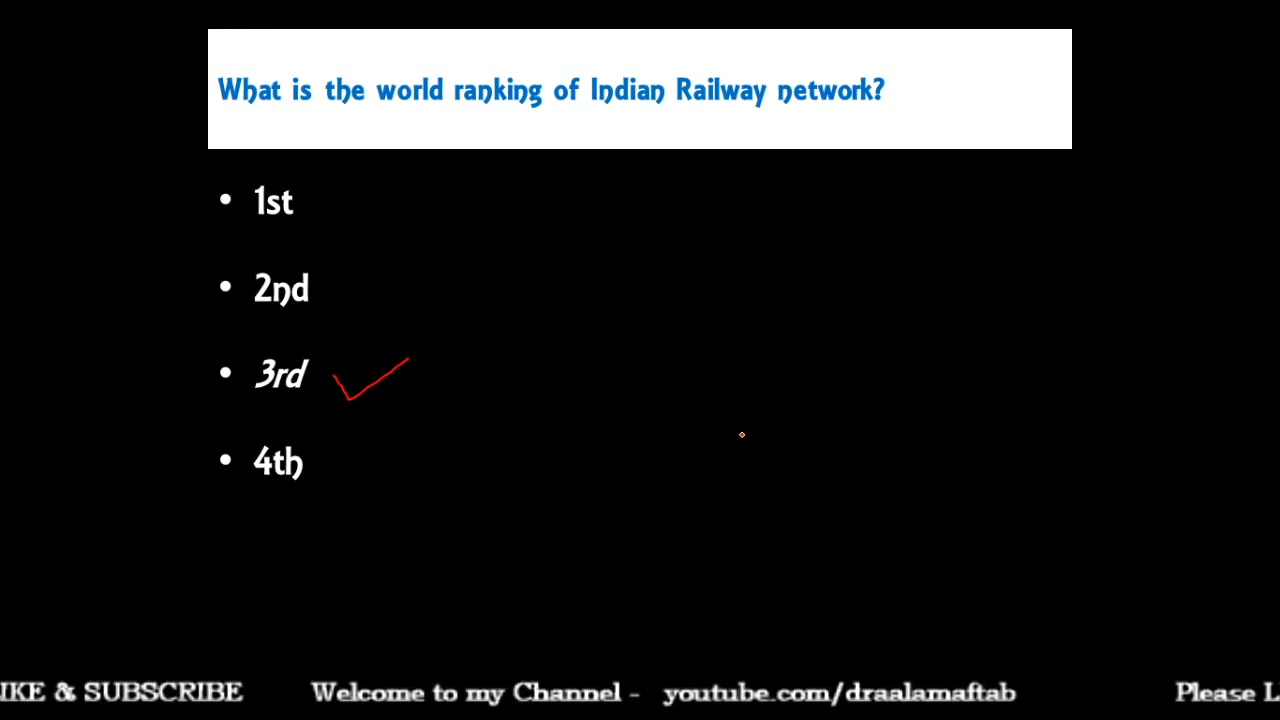 What is the world ranking of Indian Railway network?
• 1st
• 2nd
• 3rd
• 4th
IKE & SUBSCRIBE Welcome to my Channel - youtube.com/draalamaftab Please L